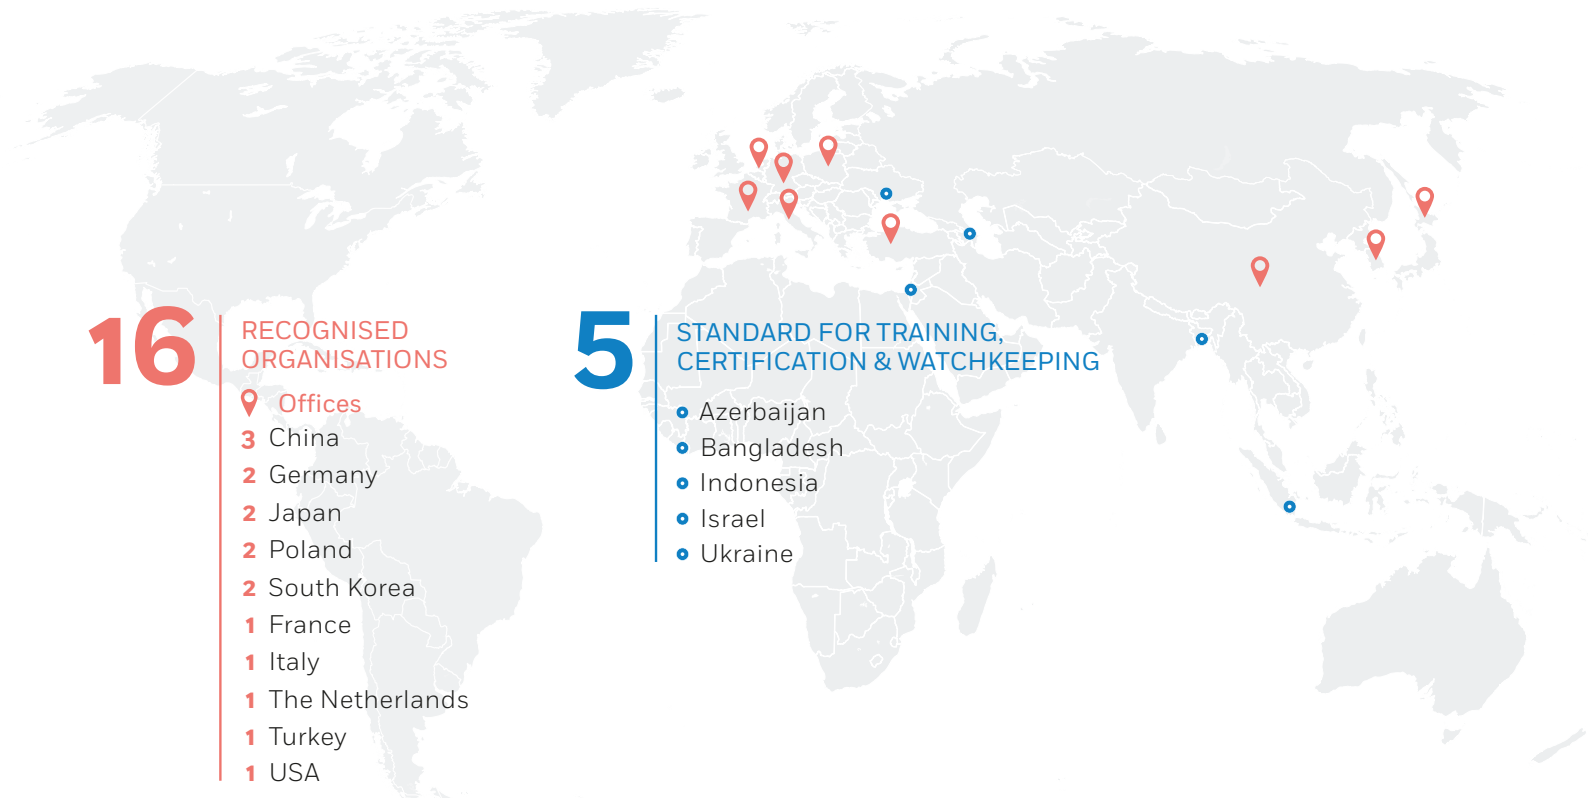 16
RECOGNISED
ORGANISATIONS
Offices
3 China
2 Germany
2 Japan
2 Poland
2 South Korea
1 France
1 Italy
1 The Netherlands
1 Turkey
1 USA
5
STANDARD FOR TRAINING,
CERTIFICATION & WATCHKEEPING
Azerbaijan
Bangladesh
Indonesia
Israel
Ukraine